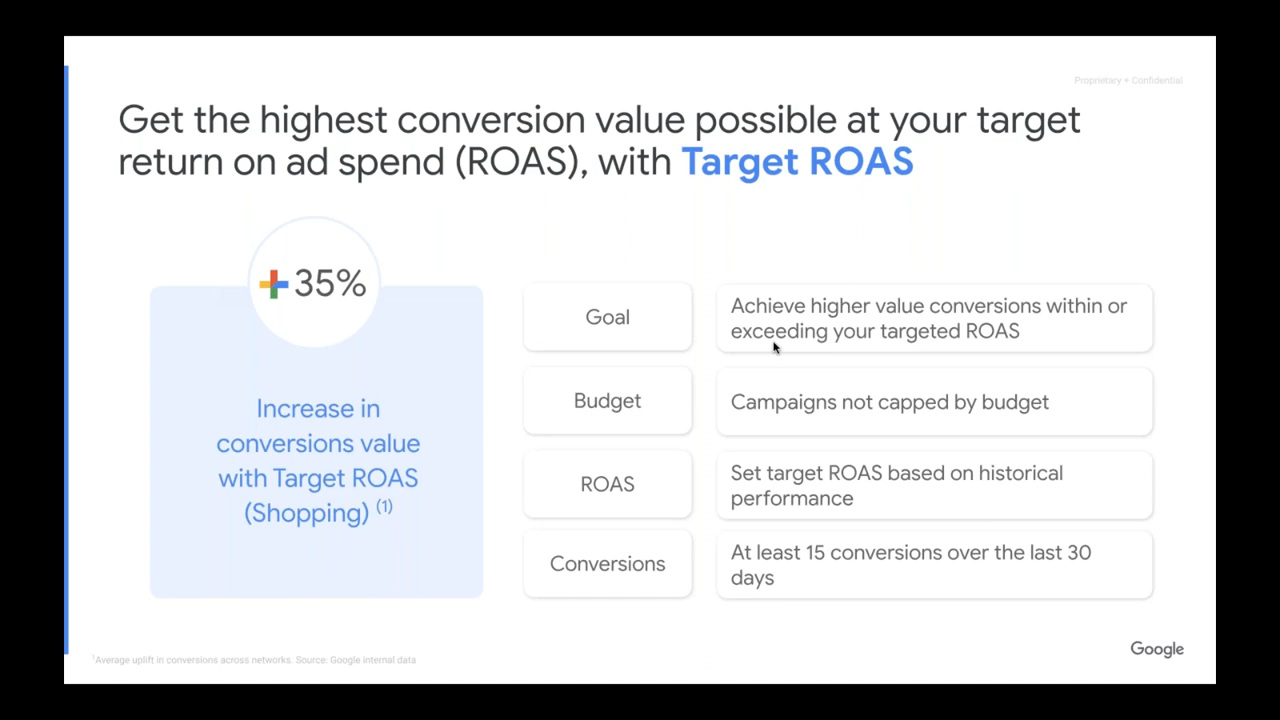 Proprietary + Confidential
Get the highest conversion value possible at your target
return on ad spend (ROAS), with Target ROAS
+35%
Increase in
conversions value
with Target ROAS
(Shopping) (1)
Goal
Achieve higher value conversions within or
exceeding your targeted ROAS
Budget
Campaigns not capped by budget
ROAS
Set target ROAS based on historical
performance
Conversions
At least 15 conversions over the last 30
days
1Average uplift in conversions across networks. Source: Google internal data
Google